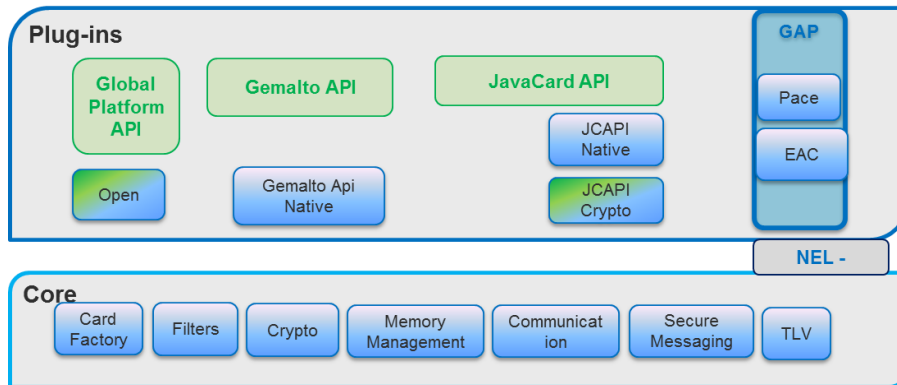 Plug-ins
GAP
Global
Platform
API
Gemalto API
JavaCard API
Pace
JCAPI
Native
EAC
Open
Gemalto Api
Native
JCAPI
Crypto
NEL -
Core
Card
Factory
Filters
Crypto
Memory
Management
Communicat
ion
Secure
Messaging
TLV